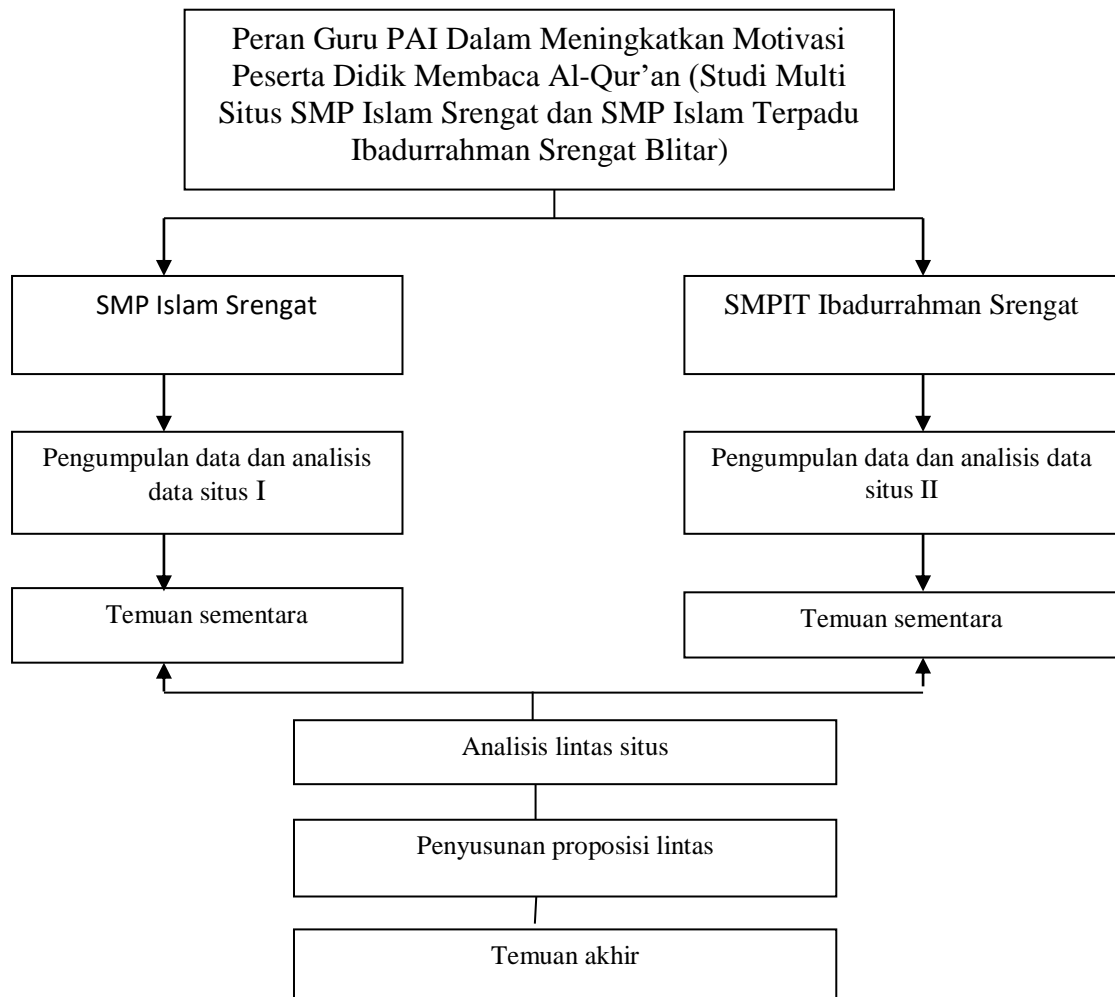 Peran Guru PAI Dalam Meningkatkan Motivasi
Peserta Didik Membaca Al-Qur’an (Studi Multi
Situs SMP Islam Srengat dan SMP Islam Terpadu
Ibadurrahman Srengat Blitar)
SMP Islam Srengat
SMPIT Ibadurrahman Srengat
Pengumpulan data dan analisis
data situs I
Pengumpulan data dan analisis data
situs II
Temuan sementara
Temuan sementara
Analisis lintas situs
Penyusunan proposisi lintas
Temuan akhir